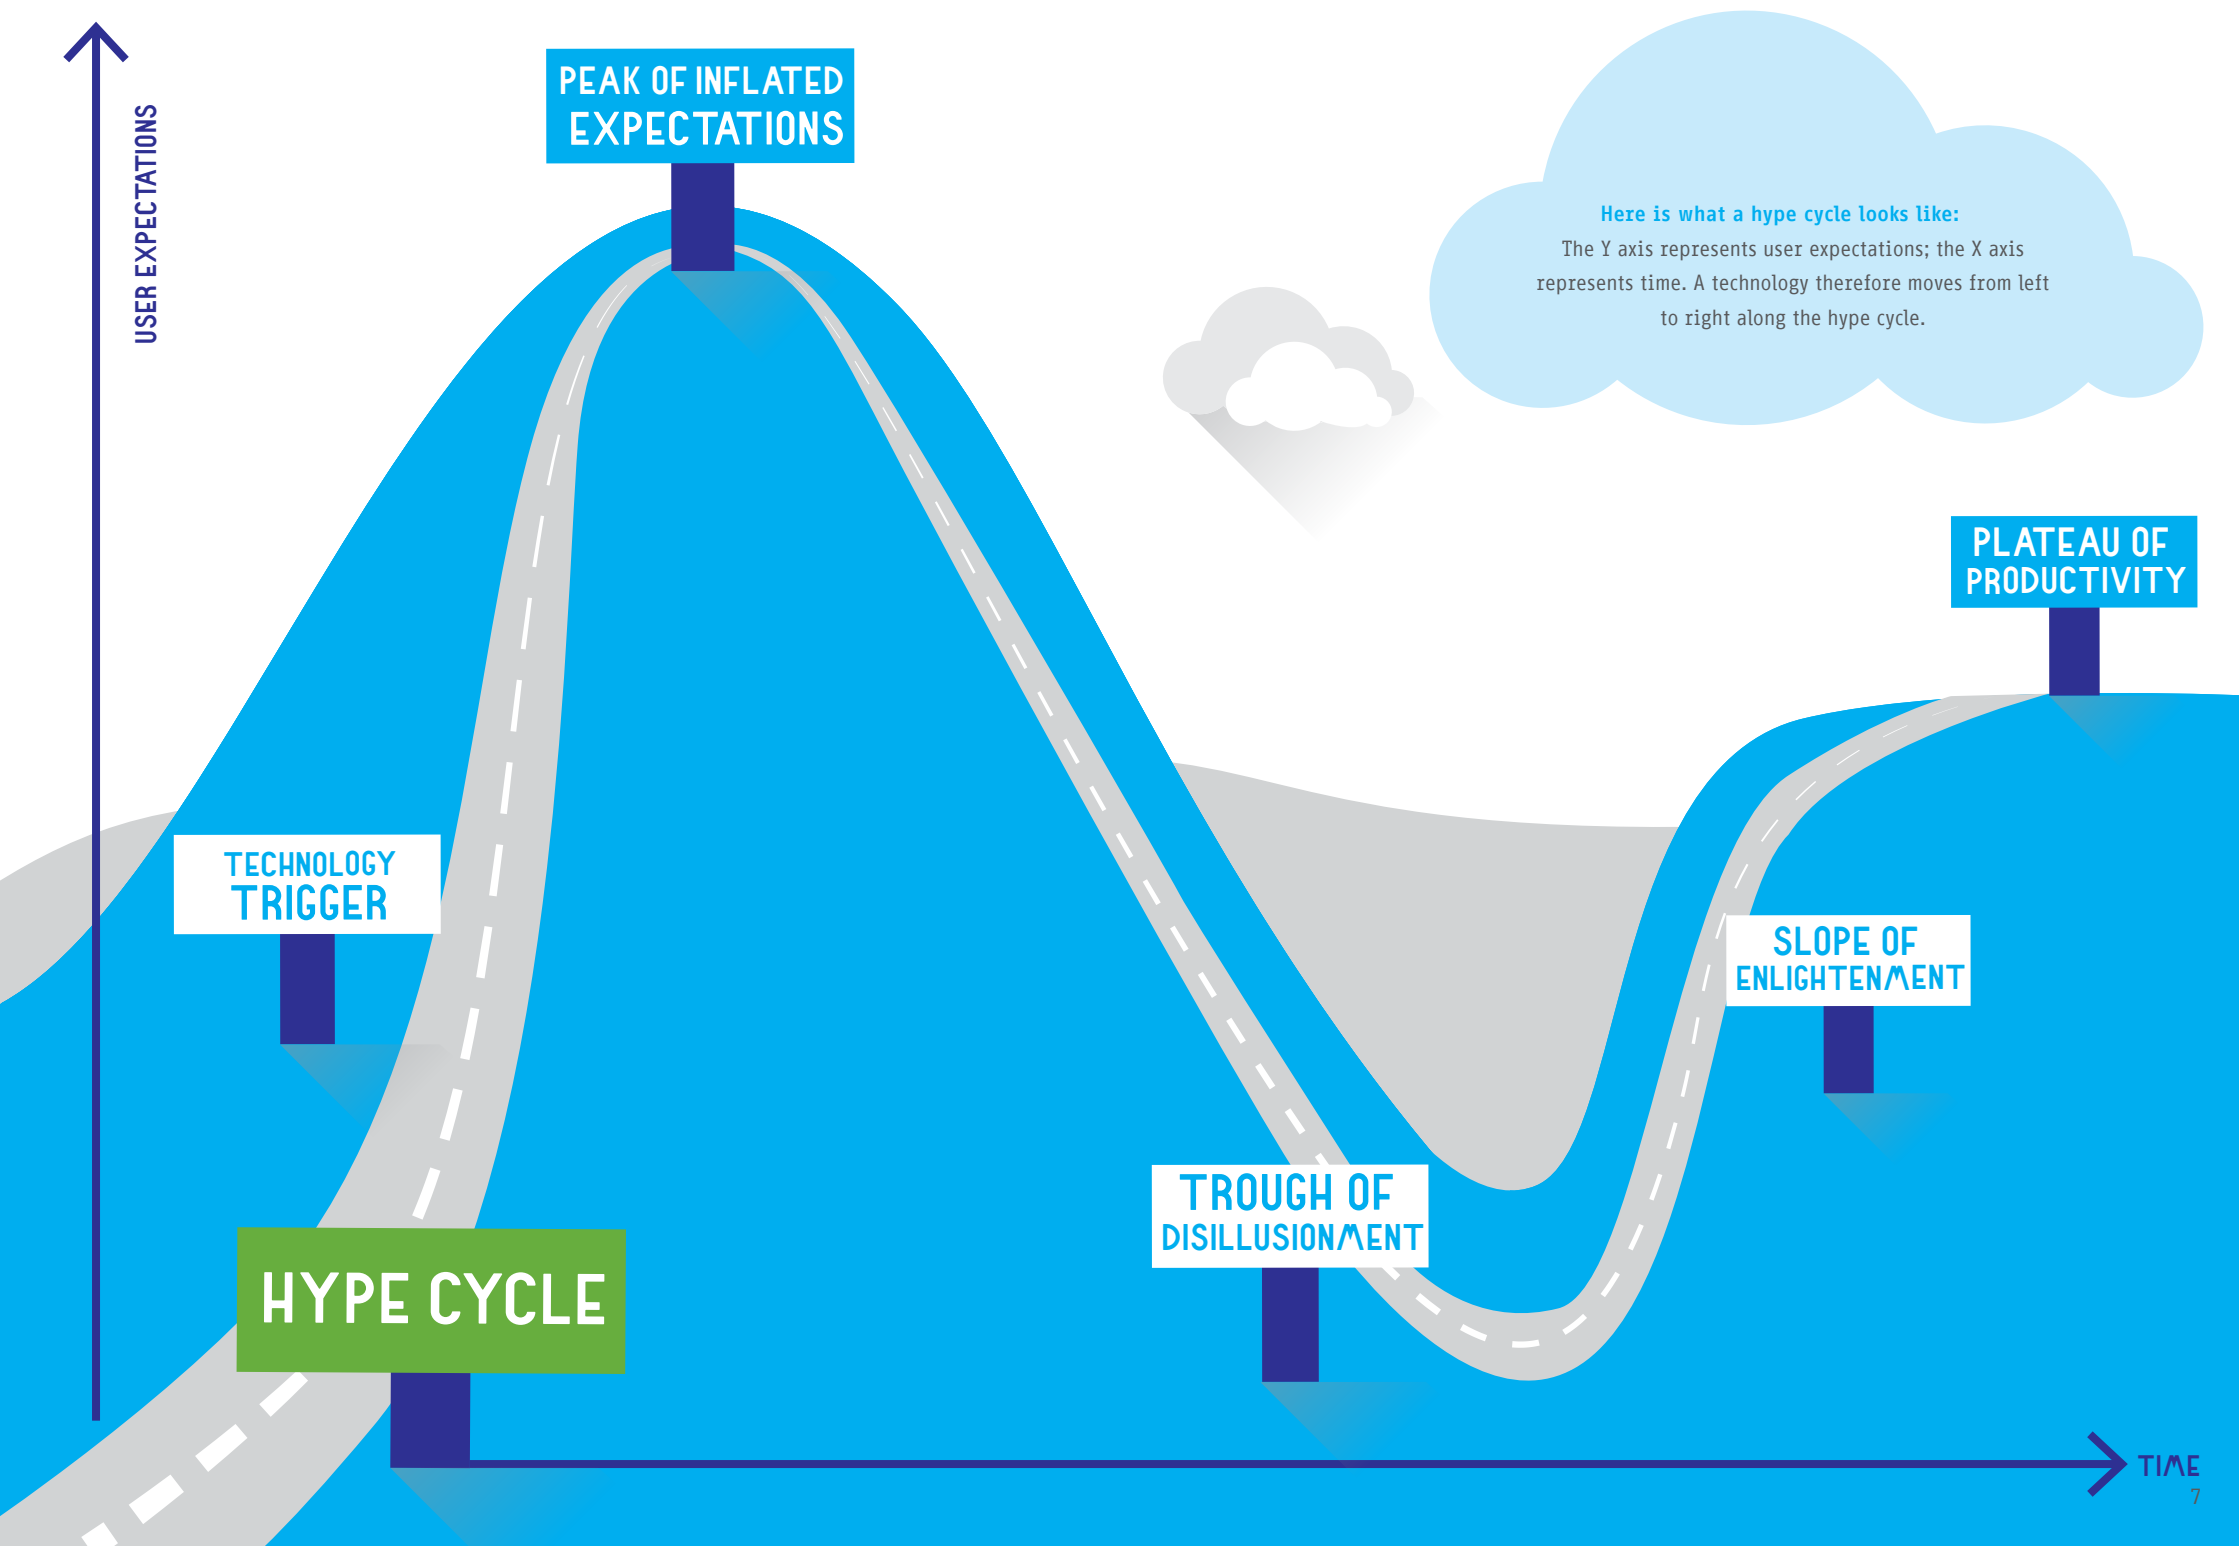 USER EXPECTATIONS
PEAK OF INFLATED
EXPECTATIONS
Here is what a hype cycle looks like:
The Y axis represents user expectations; the X axis
represents time. A technology therefore moves from left
to right along the hype cycle.
PLATEAU OF
PRODUCTIVITY
TECHNOLOGY
TRIGGER
SLOPE OF
ENLIGHTENMENT
TROUGH OF
DISILLUSIONMENT
HYPE CYCLE
TIME
7